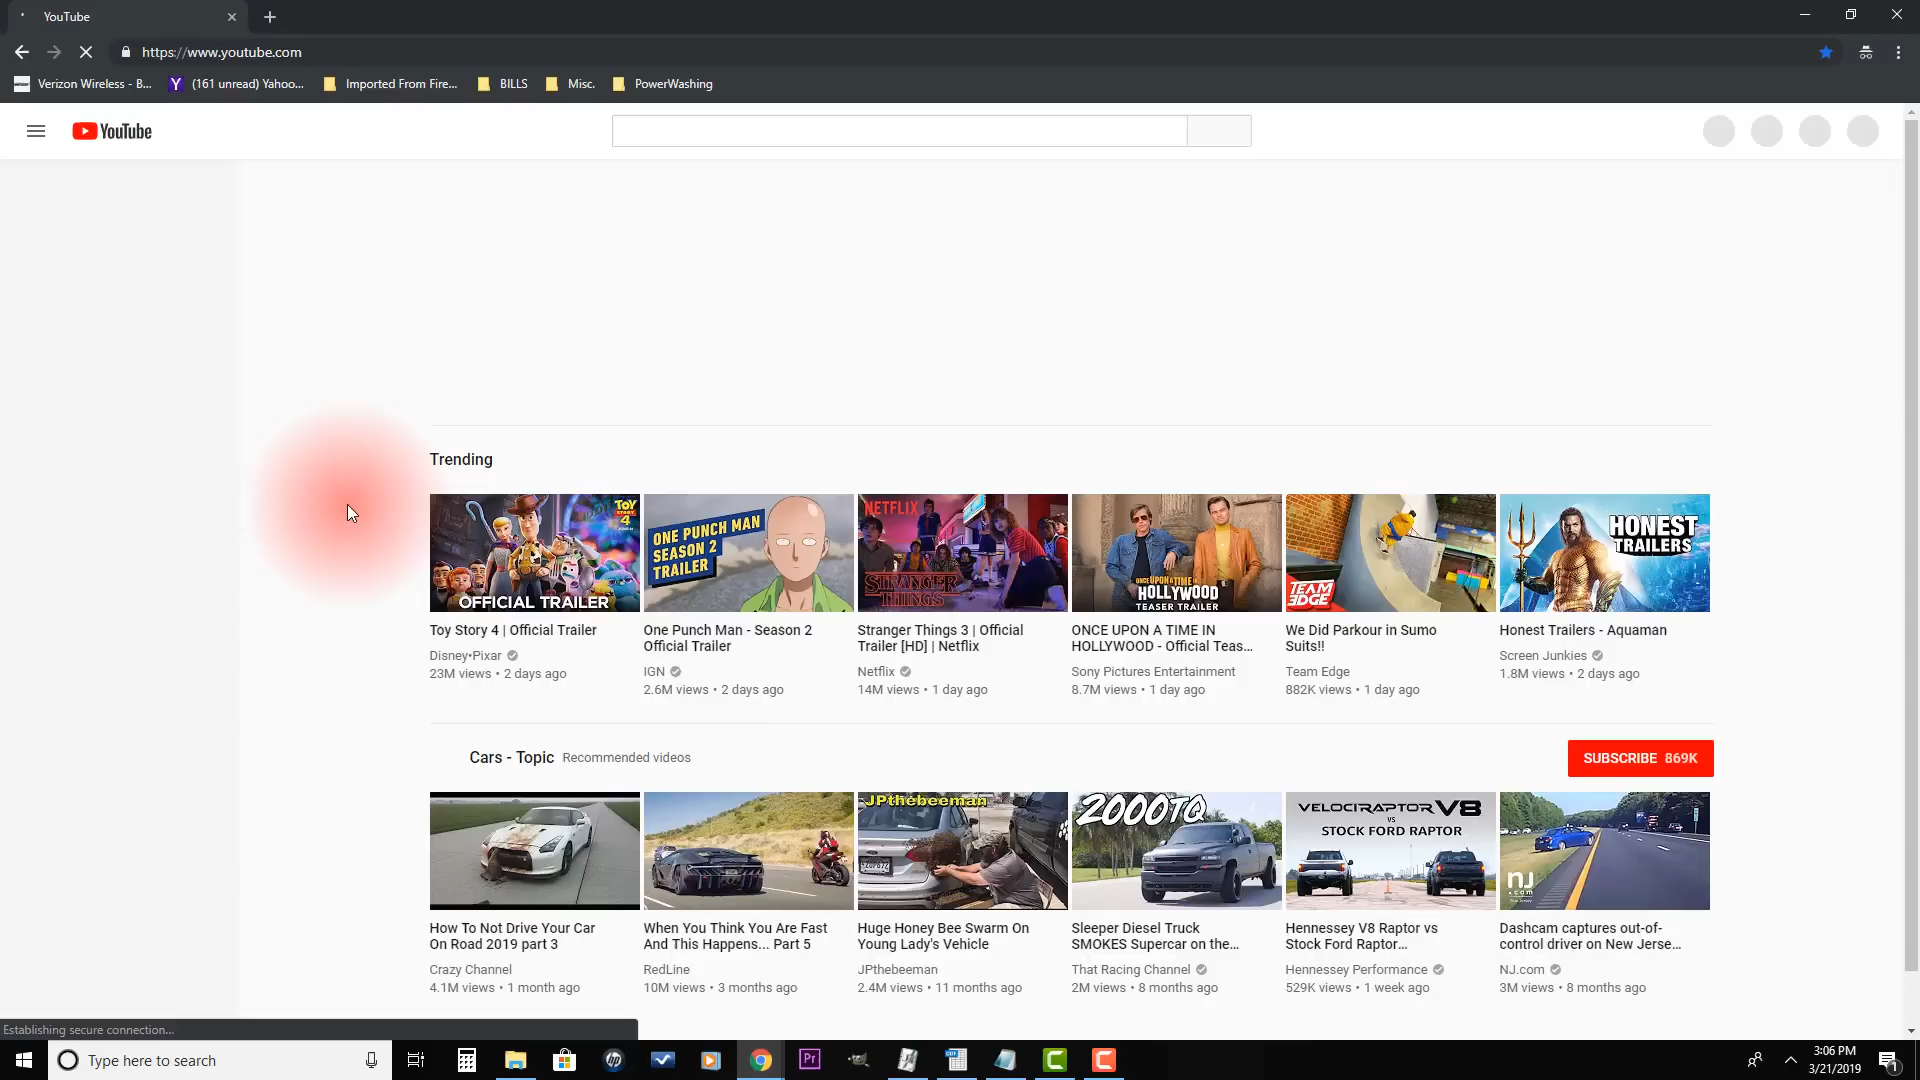 YouTube
https://www.youtube.com
Verizon Wireless - B...
(161 unread) Yahoo...
Imported From Fire...
BILLS
Misc.
PowerWashing
YouTube
Trending
TOY STORY 4
OFFICIAL TRAILER
ONE PUNCH MAN
SEASON 2
TRAILER
NETFLIX
STRANGER
THINGS
ONCE UPON A TIME IN
HOLLYWOOD
TEASER TRAILER
TEAM
EDGE
HONEST
TRAILERS
Toy Story 4 | Official Trailer
Disney•Pixar
23M views • 2 days ago
One Punch Man - Season 2
Official Trailer
IGN
2.6M views • 2 days ago
Stranger Things 3 | Official
Trailer [HD] | Netflix
Netflix
14M views • 1 day ago
ONCE UPON A TIME IN
HOLLYWOOD - Official Teas...
Sony Pictures Entertainment
8.7M views • 1 day ago
We Did Parkour in Sumo
Suits!!
Team Edge
882K views • 1 day ago
Honest Trailers - Aquaman
Screen Junkies
1.8M views • 2 days ago
Cars - Topic Recommended videos
SUBSCRIBE 869K
JPthebeeman
2000TQ
VELOCIRAPTOR V8
VS
STOCK FORD RAPTOR
nj
.com
How To Not Drive Your Car
On Road 2019 part 3
Crazy Channel
4.1M views • 1 month ago
When You Think You Are Fast
And This Happens... Part 5
RedLine
10M views • 3 months ago
Huge Honey Bee Swarm On
Young Lady's Vehicle
JPthebeeman
2.4M views • 11 months ago
Sleeper Diesel Truck
SMOKES Supercar on the...
That Racing Channel
2M views • 8 months ago
Hennessey V8 Raptor vs
Stock Ford Raptor...
Hennessey Performance
529K views • 1 week ago
Dashcam captures out-of-
control driver on New Jerse...
NJ.com
3M views • 8 months ago
Establishing secure connection...
Type here to search
hp
Pr
3:06 PM
3/21/2019
1